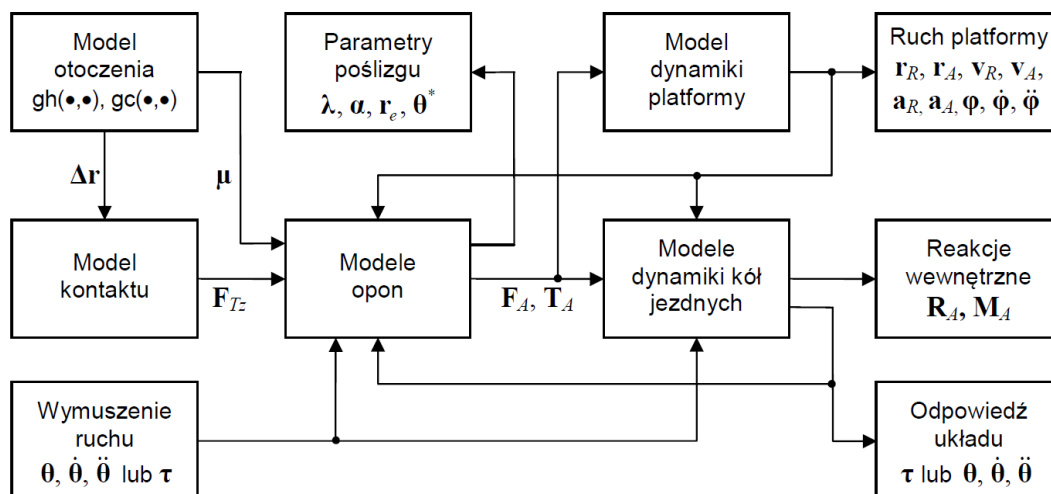 Model
otoczenia
gh(•,•), gc(•,•)
Parametry
poślizgu
λ, α, r_e, θ*
Model
dynamiki
platformy
Ruch platformy
r_R, r_A, v_R, v_A,
a_R, a_A, φ, φ̇, φ̈
Δr
μ
Model
kontaktu
F_Tz
Modele
opon
F_A, T_A
Modele
dynamiki kół
jezdnych
Reakcje
wewnętrzne
R_A, M_A
Wymuszenie
ruchu
θ, θ̇, θ̈ lub τ
Odpowiedź
układu
τ lub θ, θ̇, θ̈